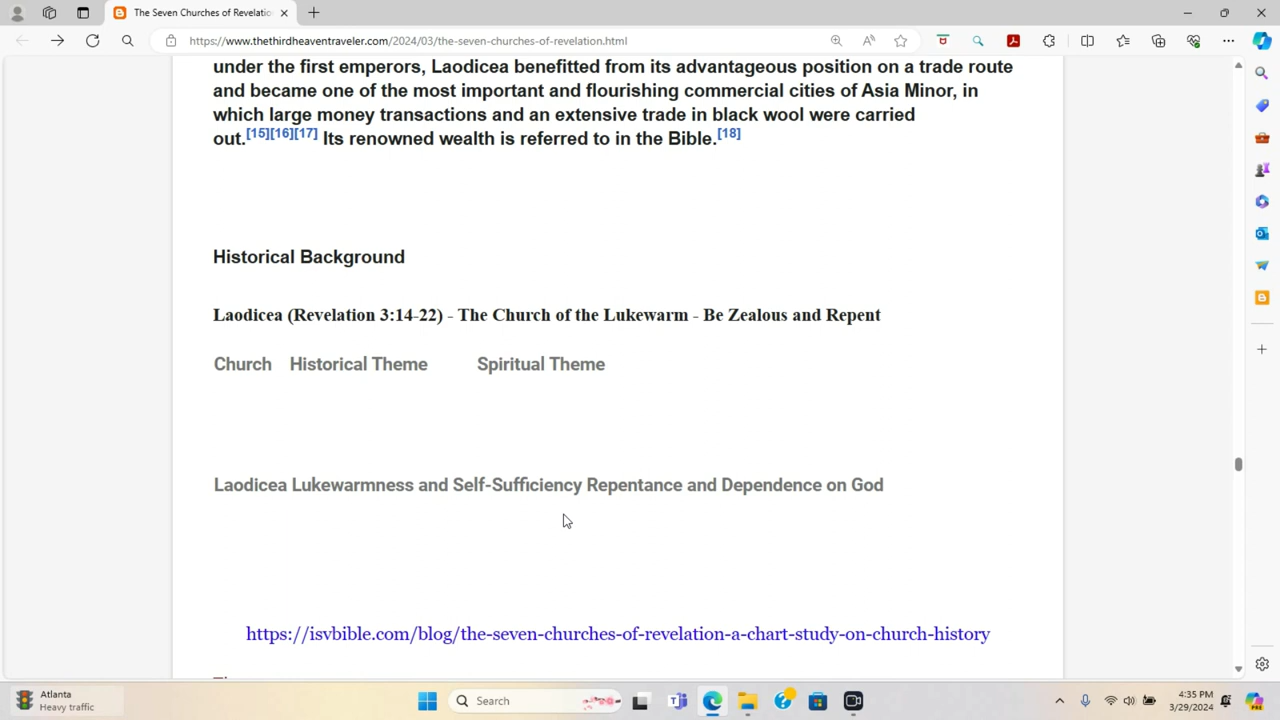 The Seven Churches of Revelatio
https://www.thethirdheaventraveler.com/2024/03/the-seven-churches-of-revelation.html
under the first emperors, Laodicea benefitted from its advantageous position on a trade route
and became one of the most important and flourishing commercial cities of Asia Minor, in
which large money transactions and an extensive trade in black wool were carried
out.[15][16][17] Its renowned wealth is referred to in the Bible.[18]
Historical Background
Laodicea (Revelation 3:14-22) - The Church of the Lukewarm - Be Zealous and Repent
Church Historical Theme Spiritual Theme
Laodicea Lukewarmness and Self-Sufficiency Repentance and Dependence on God
https://isvbible.com/blog/the-seven-churches-of-revelation-a-chart-study-on-church-history
Atlanta
Heavy traffic
Search
4:35 PM
3/29/2024